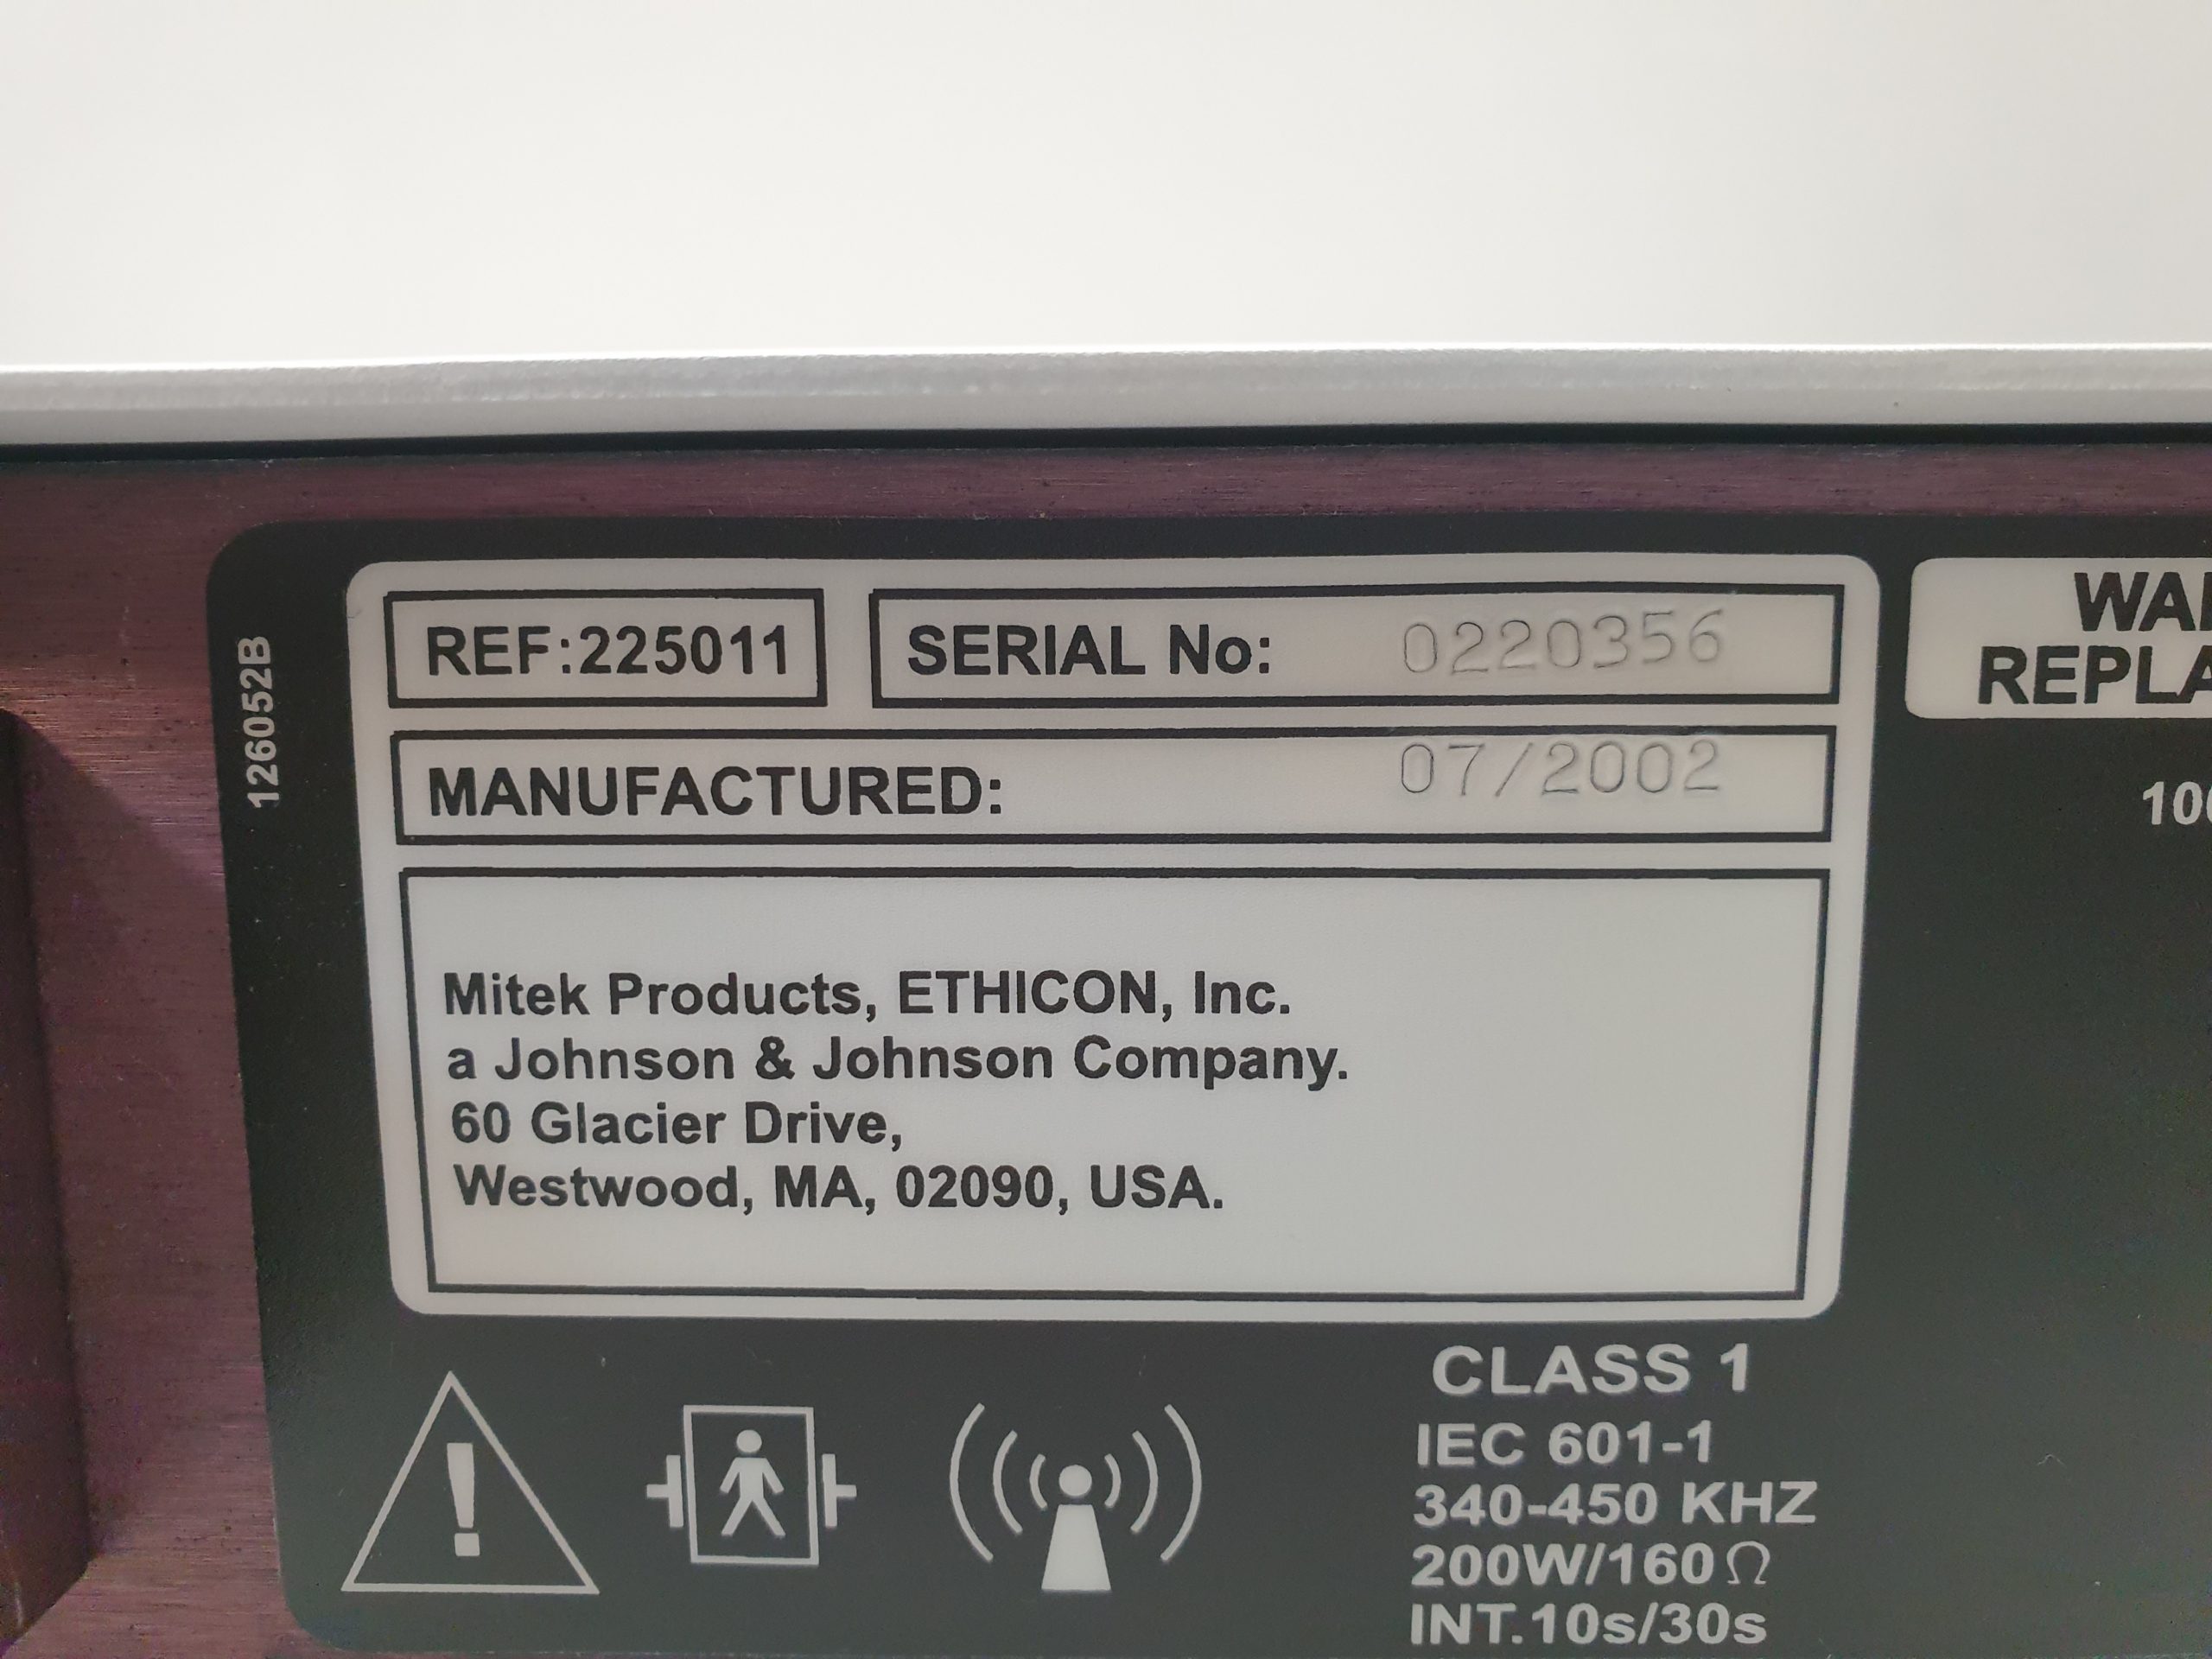 126052B
REF:225011
SERIAL No: 0220356
MANUFACTURED: 07/2002
Mitek Products, ETHICON, Inc.
a Johnson & Johnson Company.
60 Glacier Drive,
Westwood, MA, 02090, USA.
CLASS 1
IEC 601-1
340-450 KHZ
200W/160Ω
INT.10s/30s